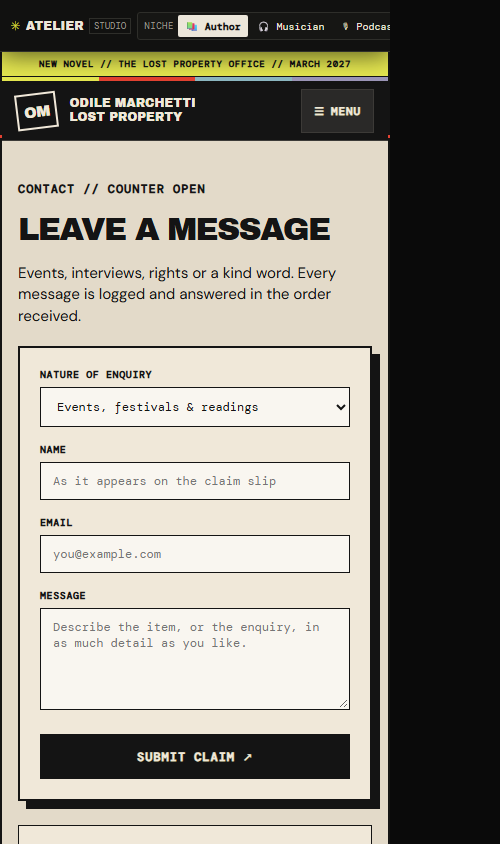 ✳ ATELIER STUDIO NICHE 📚 Author 🎧 Musician 🎙 Podcas
NEW NOVEL // THE LOST PROPERTY OFFICE // MARCH 2027
OM
ODILE MARCHETTI
LOST PROPERTY
☰ MENU
CONTACT // COUNTER OPEN
LEAVE A MESSAGE
Events, interviews, rights or a kind word. Every
message is logged and answered in the order
received.
NATURE OF ENQUIRY
Events, festivals & readings
NAME
As it appears on the claim slip
EMAIL
you@example.com
MESSAGE
Describe the item, or the enquiry, in
as much detail as you like.
SUBMIT CLAIM ↗